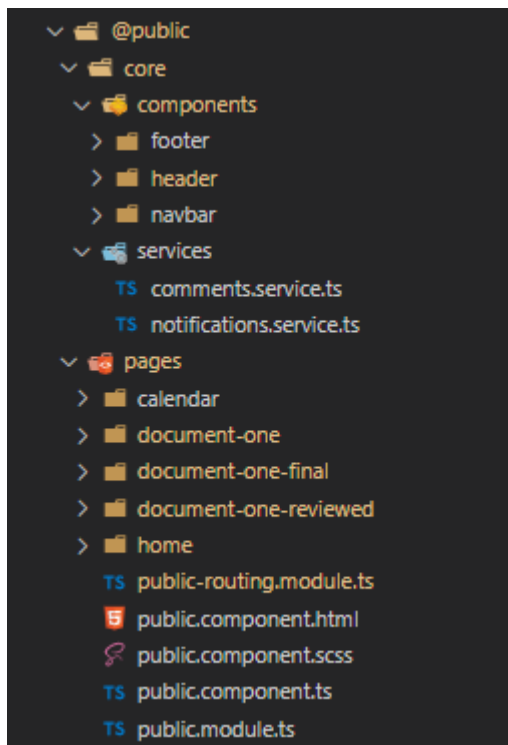 @public
core
components
footer
header
navbar
services
TS comments.service.ts
TS notifications.service.ts
pages
calendar
document-one
document-one-final
document-one-reviewed
home
TS public-routing.module.ts
5 public.component.html
public.component.scss
TS public.component.ts
TS public.module.ts